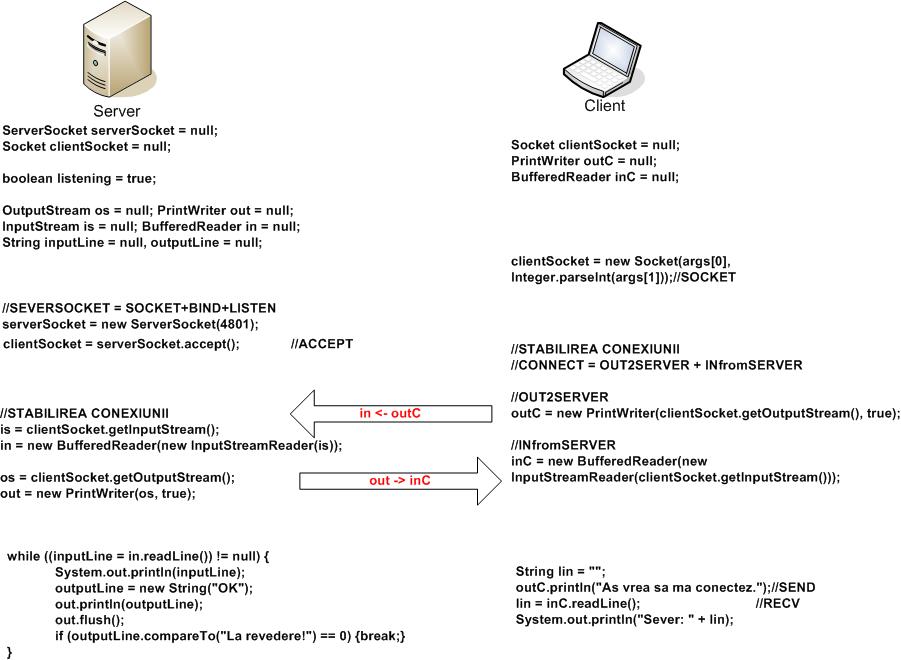 Server
ServerSocket serverSocket = null;
Socket clientSocket = null;
boolean listening = true;
OutputStream os = null; PrintWriter out = null;
InputStream is = null; BufferedReader in = null;
String inputLine = null, outputLine = null;
//SEVERSOCKET = SOCKET+BIND+LISTEN
serverSocket = new ServerSocket(4801);
clientSocket = serverSocket.accept(); //ACCEPT
//STABILIREA CONEXIUNII
is = clientSocket.getInputStream();
in = new BufferedReader(new InputStreamReader(is));
os = clientSocket.getOutputStream();
out = new PrintWriter(os, true);
while ((inputLine = in.readLine()) != null) {
System.out.println(inputLine);
outputLine = new String("OK");
out.println(outputLine);
out.flush();
if (outputLine.compareTo("La revedere!") == 0) {break;}
}
in <- outC
out -> inC
Client
Socket clientSocket = null;
PrintWriter outC = null;
BufferedReader inC = null;
clientSocket = new Socket(args[0],
Integer.parseInt(args[1]));//SOCKET
//STABILIREA CONEXIUNII
//CONNECT = OUT2SERVER + INfromSERVER
//OUT2SERVER
outC = new PrintWriter(clientSocket.getOutputStream(), true);
//INfromSERVER
inC = new BufferedReader(new
InputStreamReader(clientSocket.getInputStream()));
String lin = "";
outC.println("As vrea sa ma conectez.");//SEND
lin = inC.readLine(); //RECV
System.out.println("Sever: " + lin);